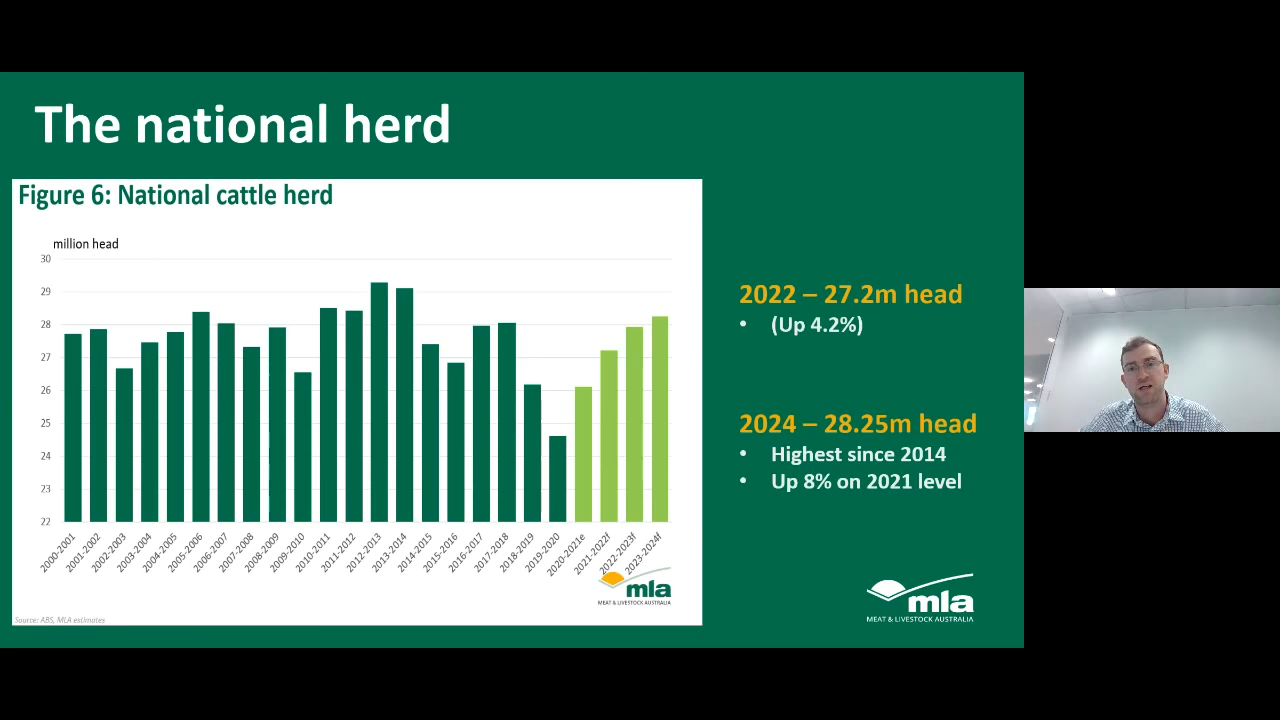 The national herd
Figure 6: National cattle herd
million head
30
29
28
27
26
25
24
23
22
2000-2001
2001-2002
2002-2003
2003-2004
2004-2005
2005-2006
2006-2007
2007-2008
2008-2009
2009-2010
2010-2011
2011-2012
2012-2013
2013-2014
2014-2015
2015-2016
2016-2017
2017-2018
2018-2019
2019-2020
2020-2021e
2021-2022f
2022-2023f
2023-2024f
mla
MEAT & LIVESTOCK AUSTRALIA
Source: ABS, MLA estimates
2022 – 27.2m head
• (Up 4.2%)
2024 – 28.25m head
• Highest since 2014
• Up 8% on 2021 level
mla
MEAT & LIVESTOCK AUSTRALIA